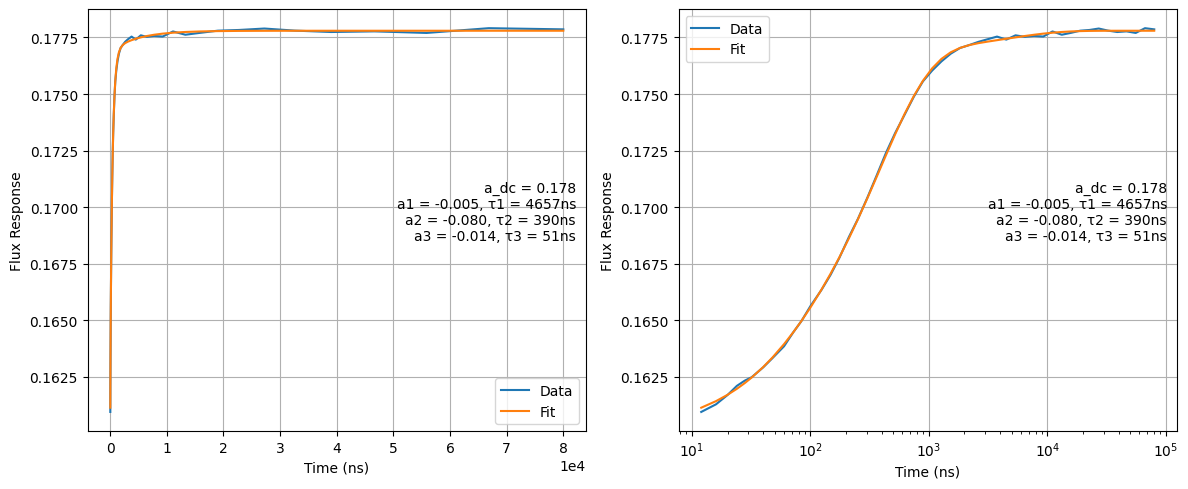 0.1775
0.1750
0.1725
0.1700
0.1675
0.1650
0.1625
Flux Response
a_dc = 0.178
a1 = -0.005, τ1 = 4657ns
a2 = -0.080, τ2 = 390ns
a3 = -0.014, τ3 = 51ns
Data
Fit
0 1 2 3 4 5 6 7 8
1e4
Time (ns)
Data
Fit
0.1775
0.1750
0.1725
0.1700
0.1675
0.1650
0.1625
Flux Response
a_dc = 0.178
a1 = -0.005, τ1 = 4657ns
a2 = -0.080, τ2 = 390ns
a3 = -0.014, τ3 = 51ns
10¹ 10² 10³ 10⁴ 10⁵
Time (ns)